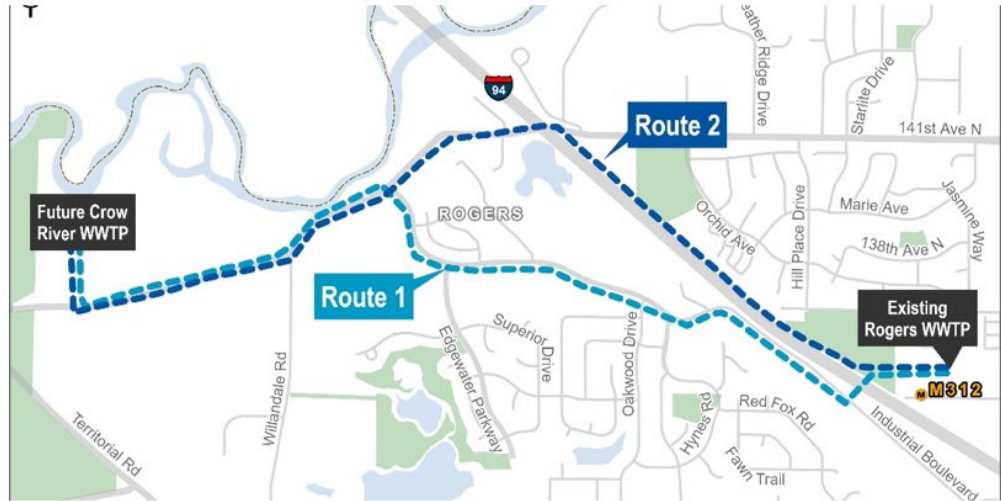 94
Route 2
Heather Ridge Drive
Starlite Drive
141st Ave N
Future Crow
River WWTP
ROGERS
Orchid Ave
Hill Place Drive
Marie Ave
Jasmine Way
138th Ave N
Route 1
Existing
Rogers WWTP
Superior
Drive
Edgewater Parkway
Oakwood Drive
Willandale Rd
Territorial Rd
Hynes Rd
Red Fox Rd
Fawn
Trail
Industrial Boulevard
M
M312